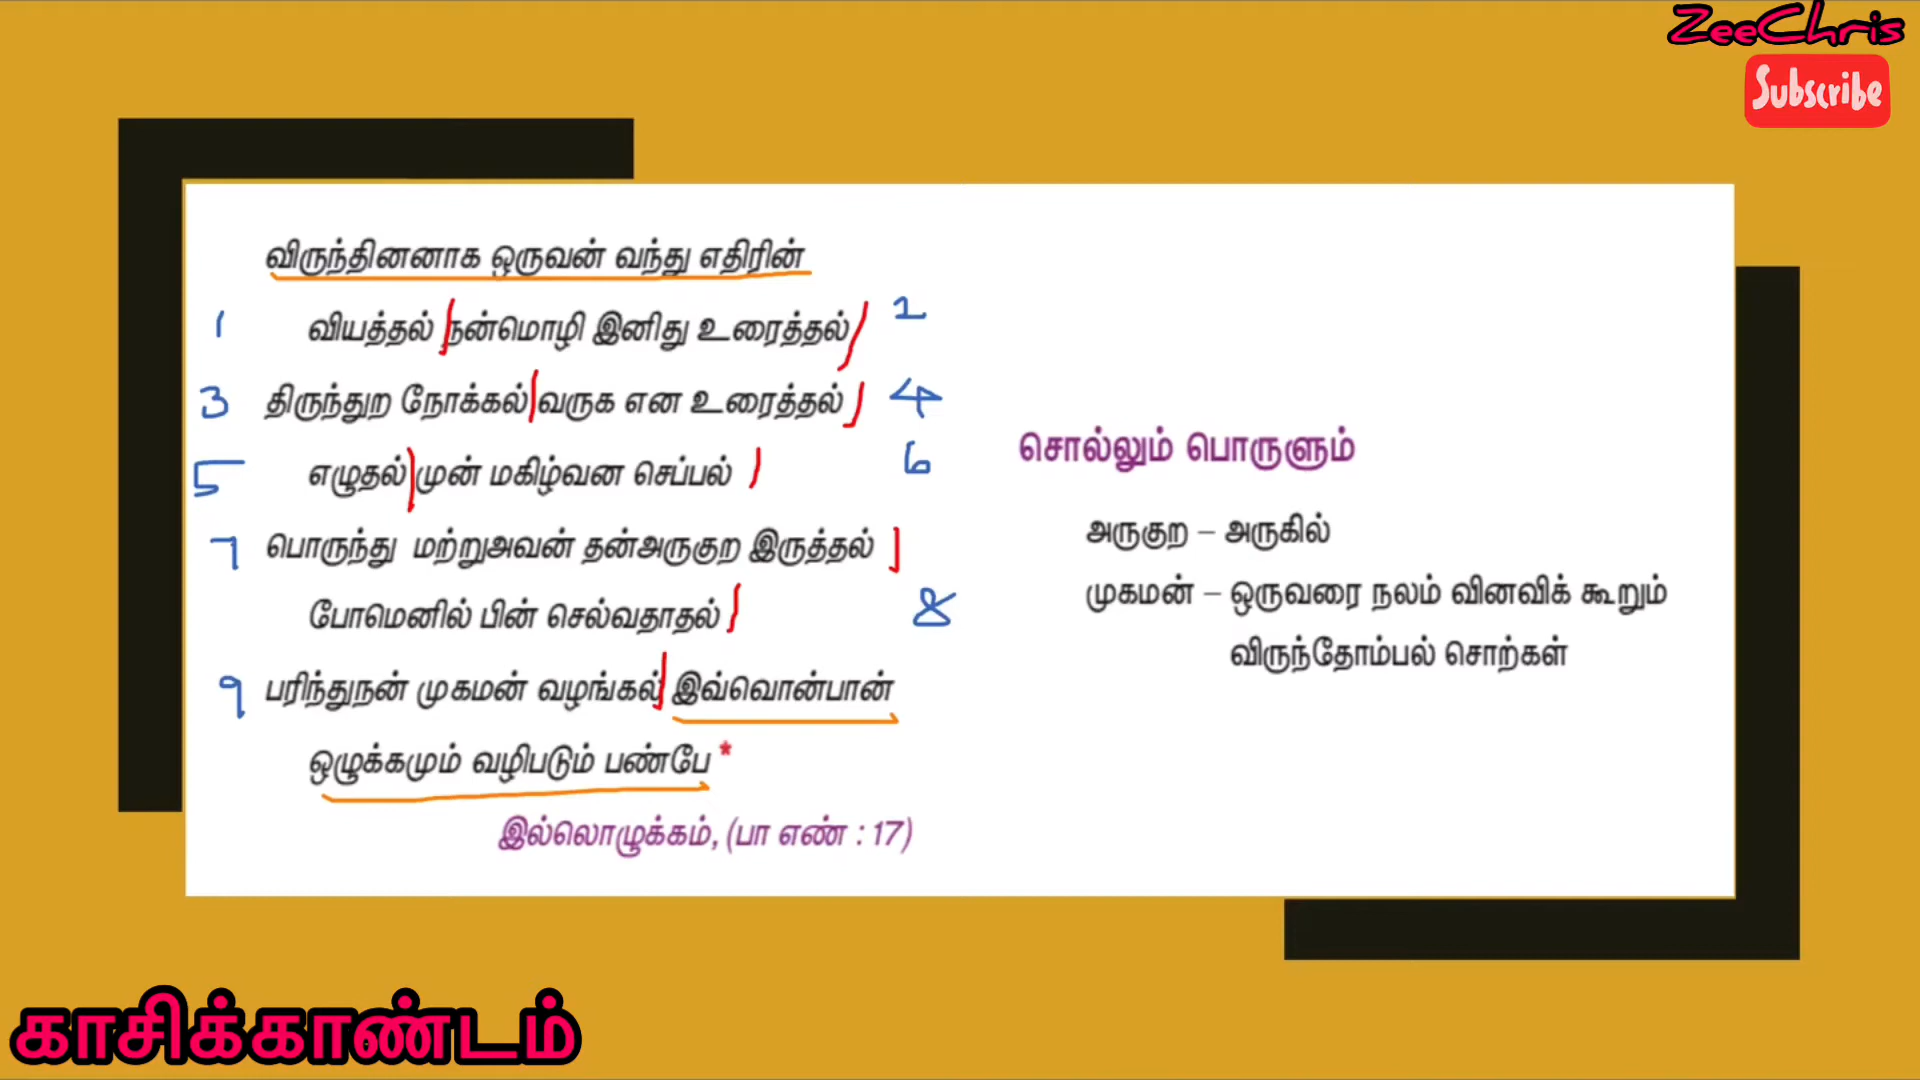 ZeeChris
Subscribe
விருந்தினனாக ஒருவன் வந்து எதிரின்
1 வியத்தல் நன்மொழி இனிது உரைத்தல் 2
3 திருந்துற நோக்கல் வருக என உரைத்தல் 4
5 எழுதல் முன் மகிழ்வன செப்பல் 6
7 பொருந்து மற்றுஅவன் தன்அருகுற இருத்தல்
போமெனில் பின் செல்வதாதல் 8
9 பரிந்துநன் முகமன் வழங்கல் இவ்வொன்பான்
ஒழுக்கமும் வழிபடும் பண்பே *
இல்லொழுக்கம், (பா எண் : 17)
சொல்லும் பொருளும்
அருகுற – அருகில்
முகமன் – ஒருவரை நலம் வினவிக் கூறும்
விருந்தோம்பல் சொற்கள்
காசிக்காண்டம்